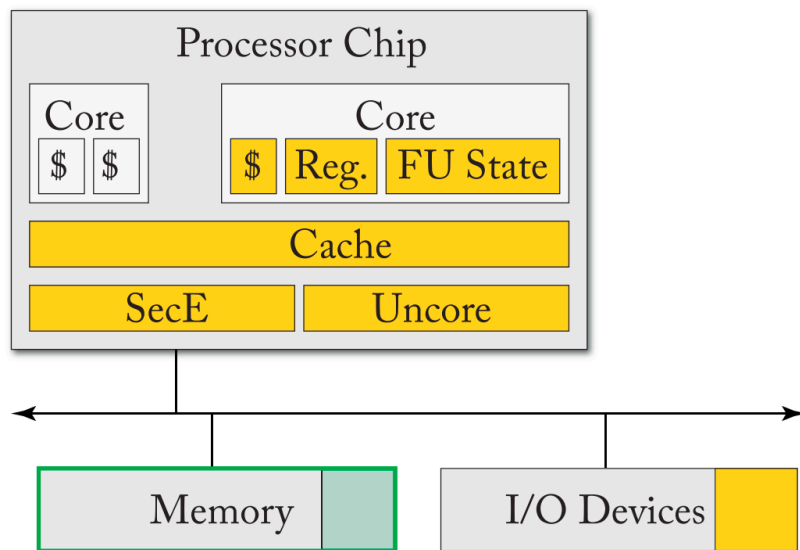 Processor Chip
Core
$ $
Core
$ Reg. FU State
Cache
SecE Uncore
Memory I/O Devices